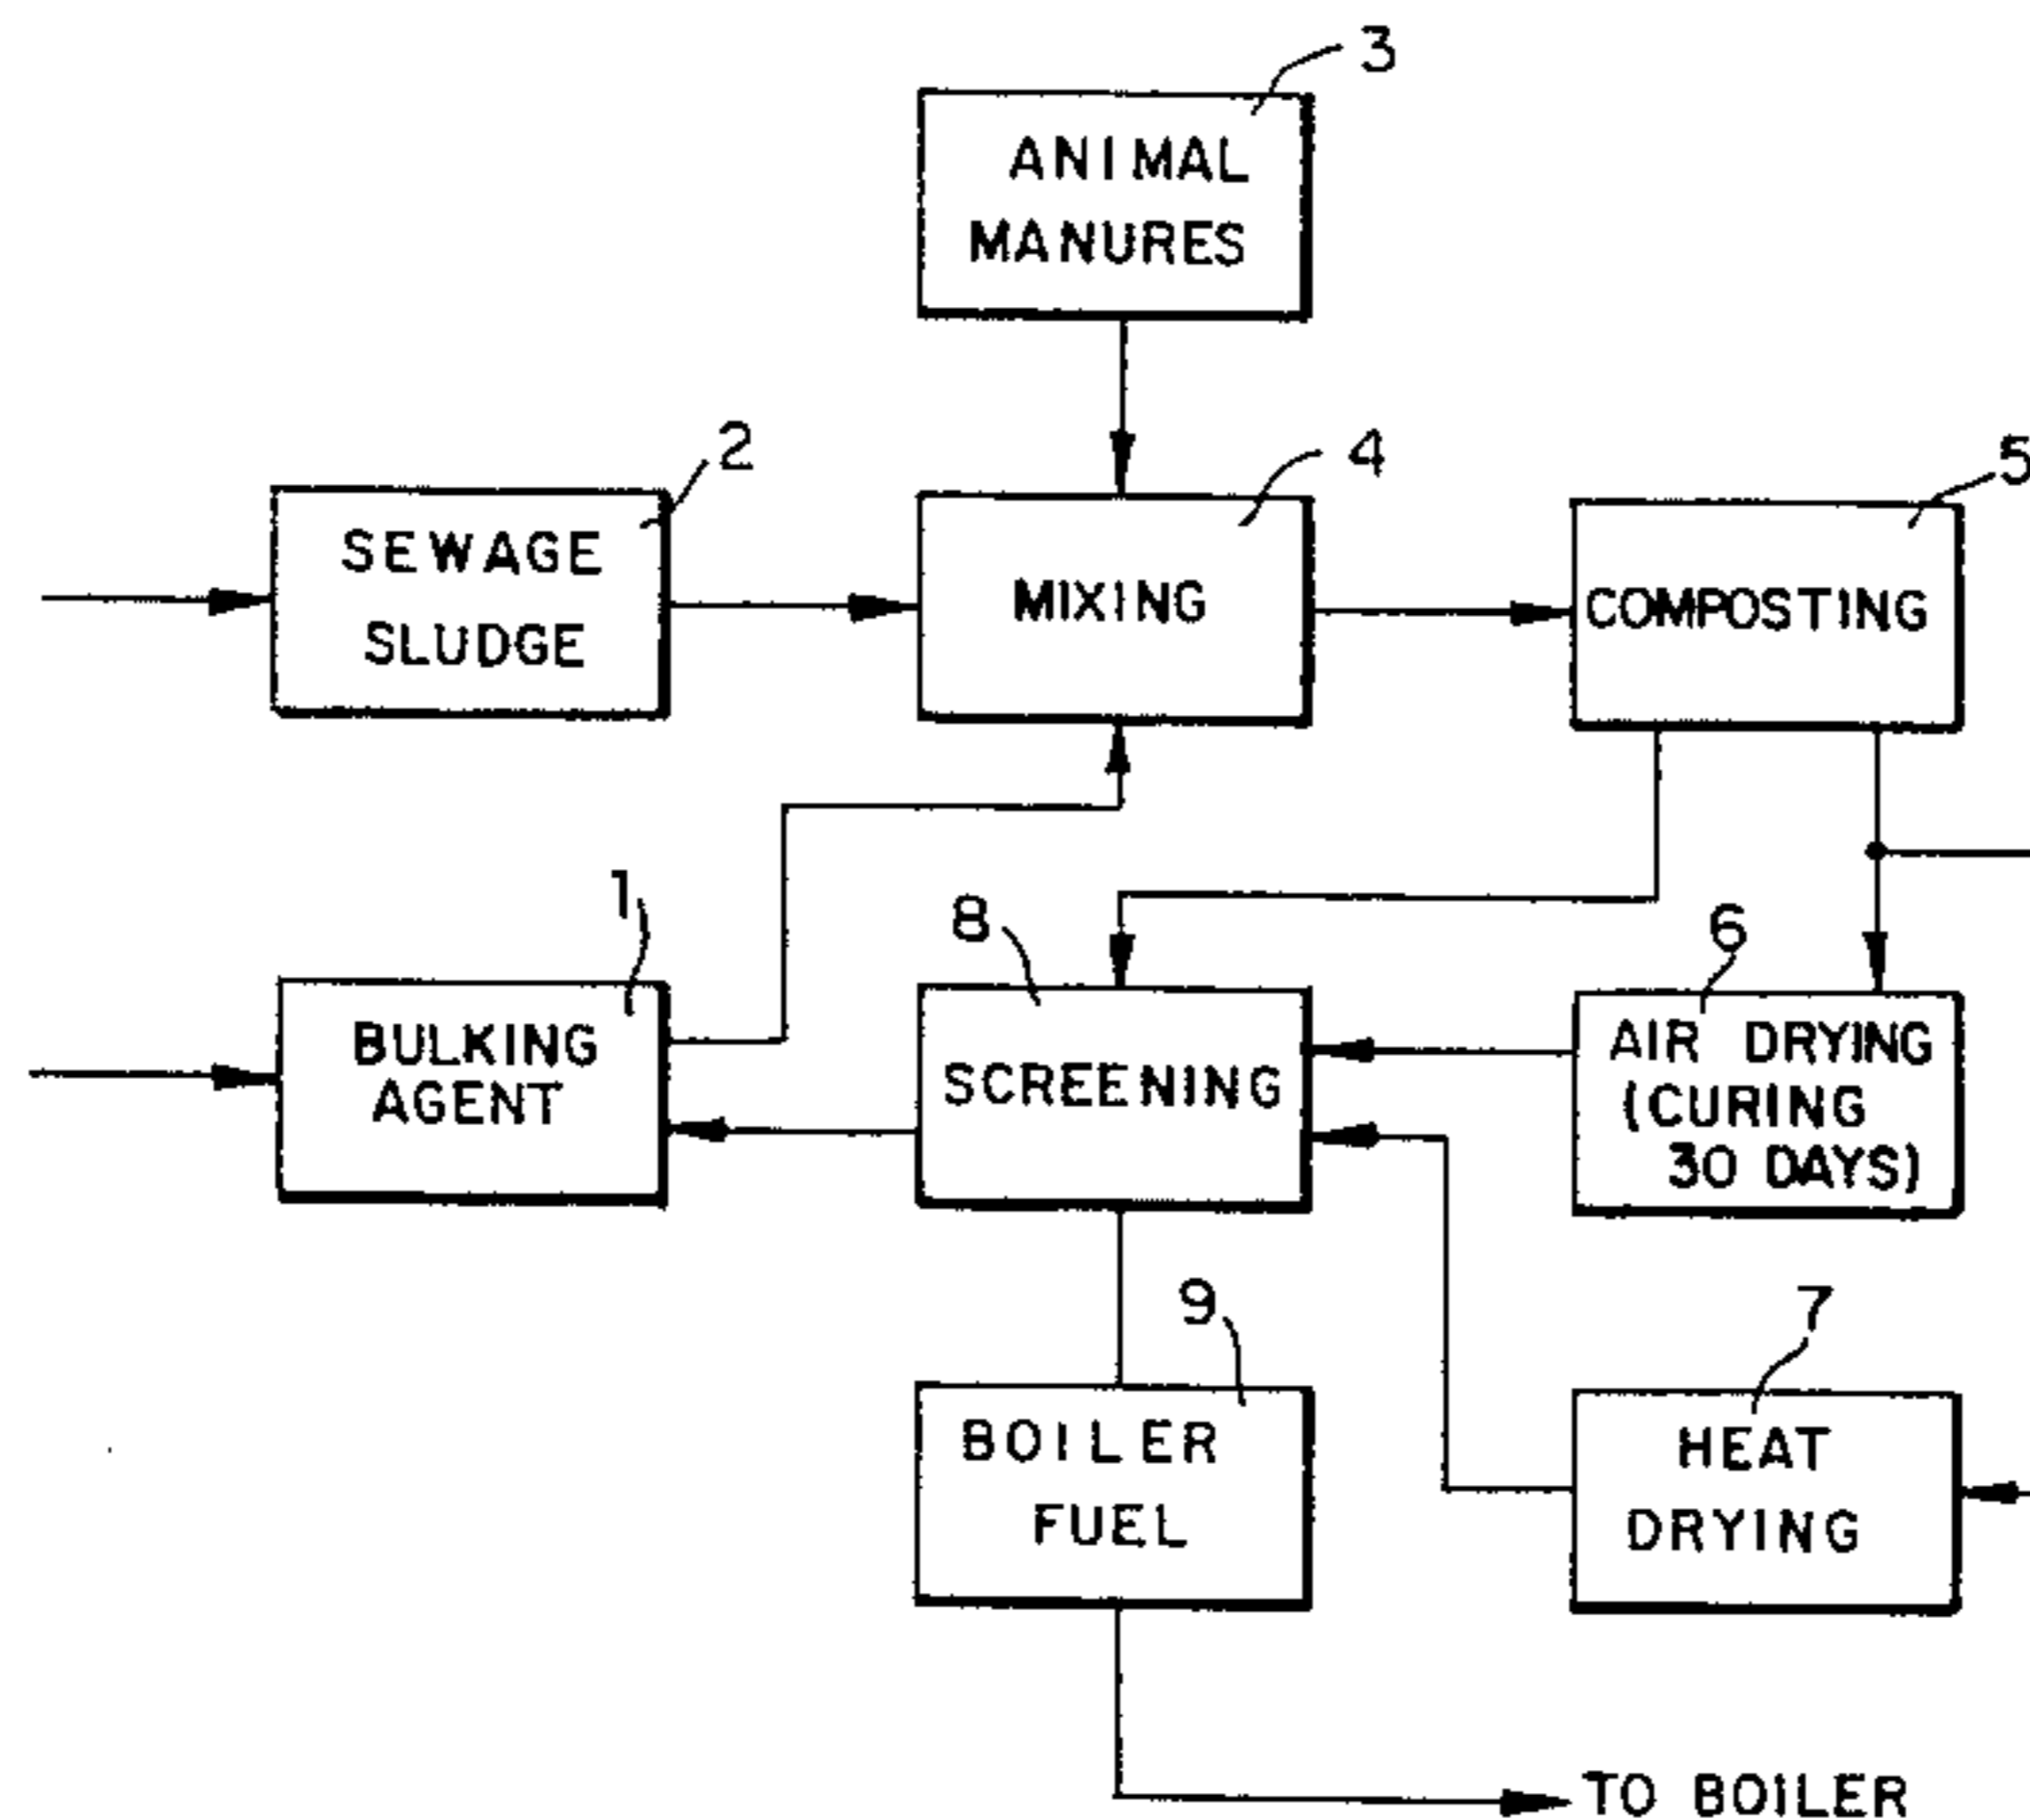 3
ANIMAL
MANURES
2
SEWAGE
SLUDGE
4
MIXING
5
COMPOSTING
1
BULKING
AGENT
8
SCREENING
6
AIR DRYING
(CURING
30 DAYS)
9
BOILER
FUEL
7
HEAT
DRYING
TO BOILER